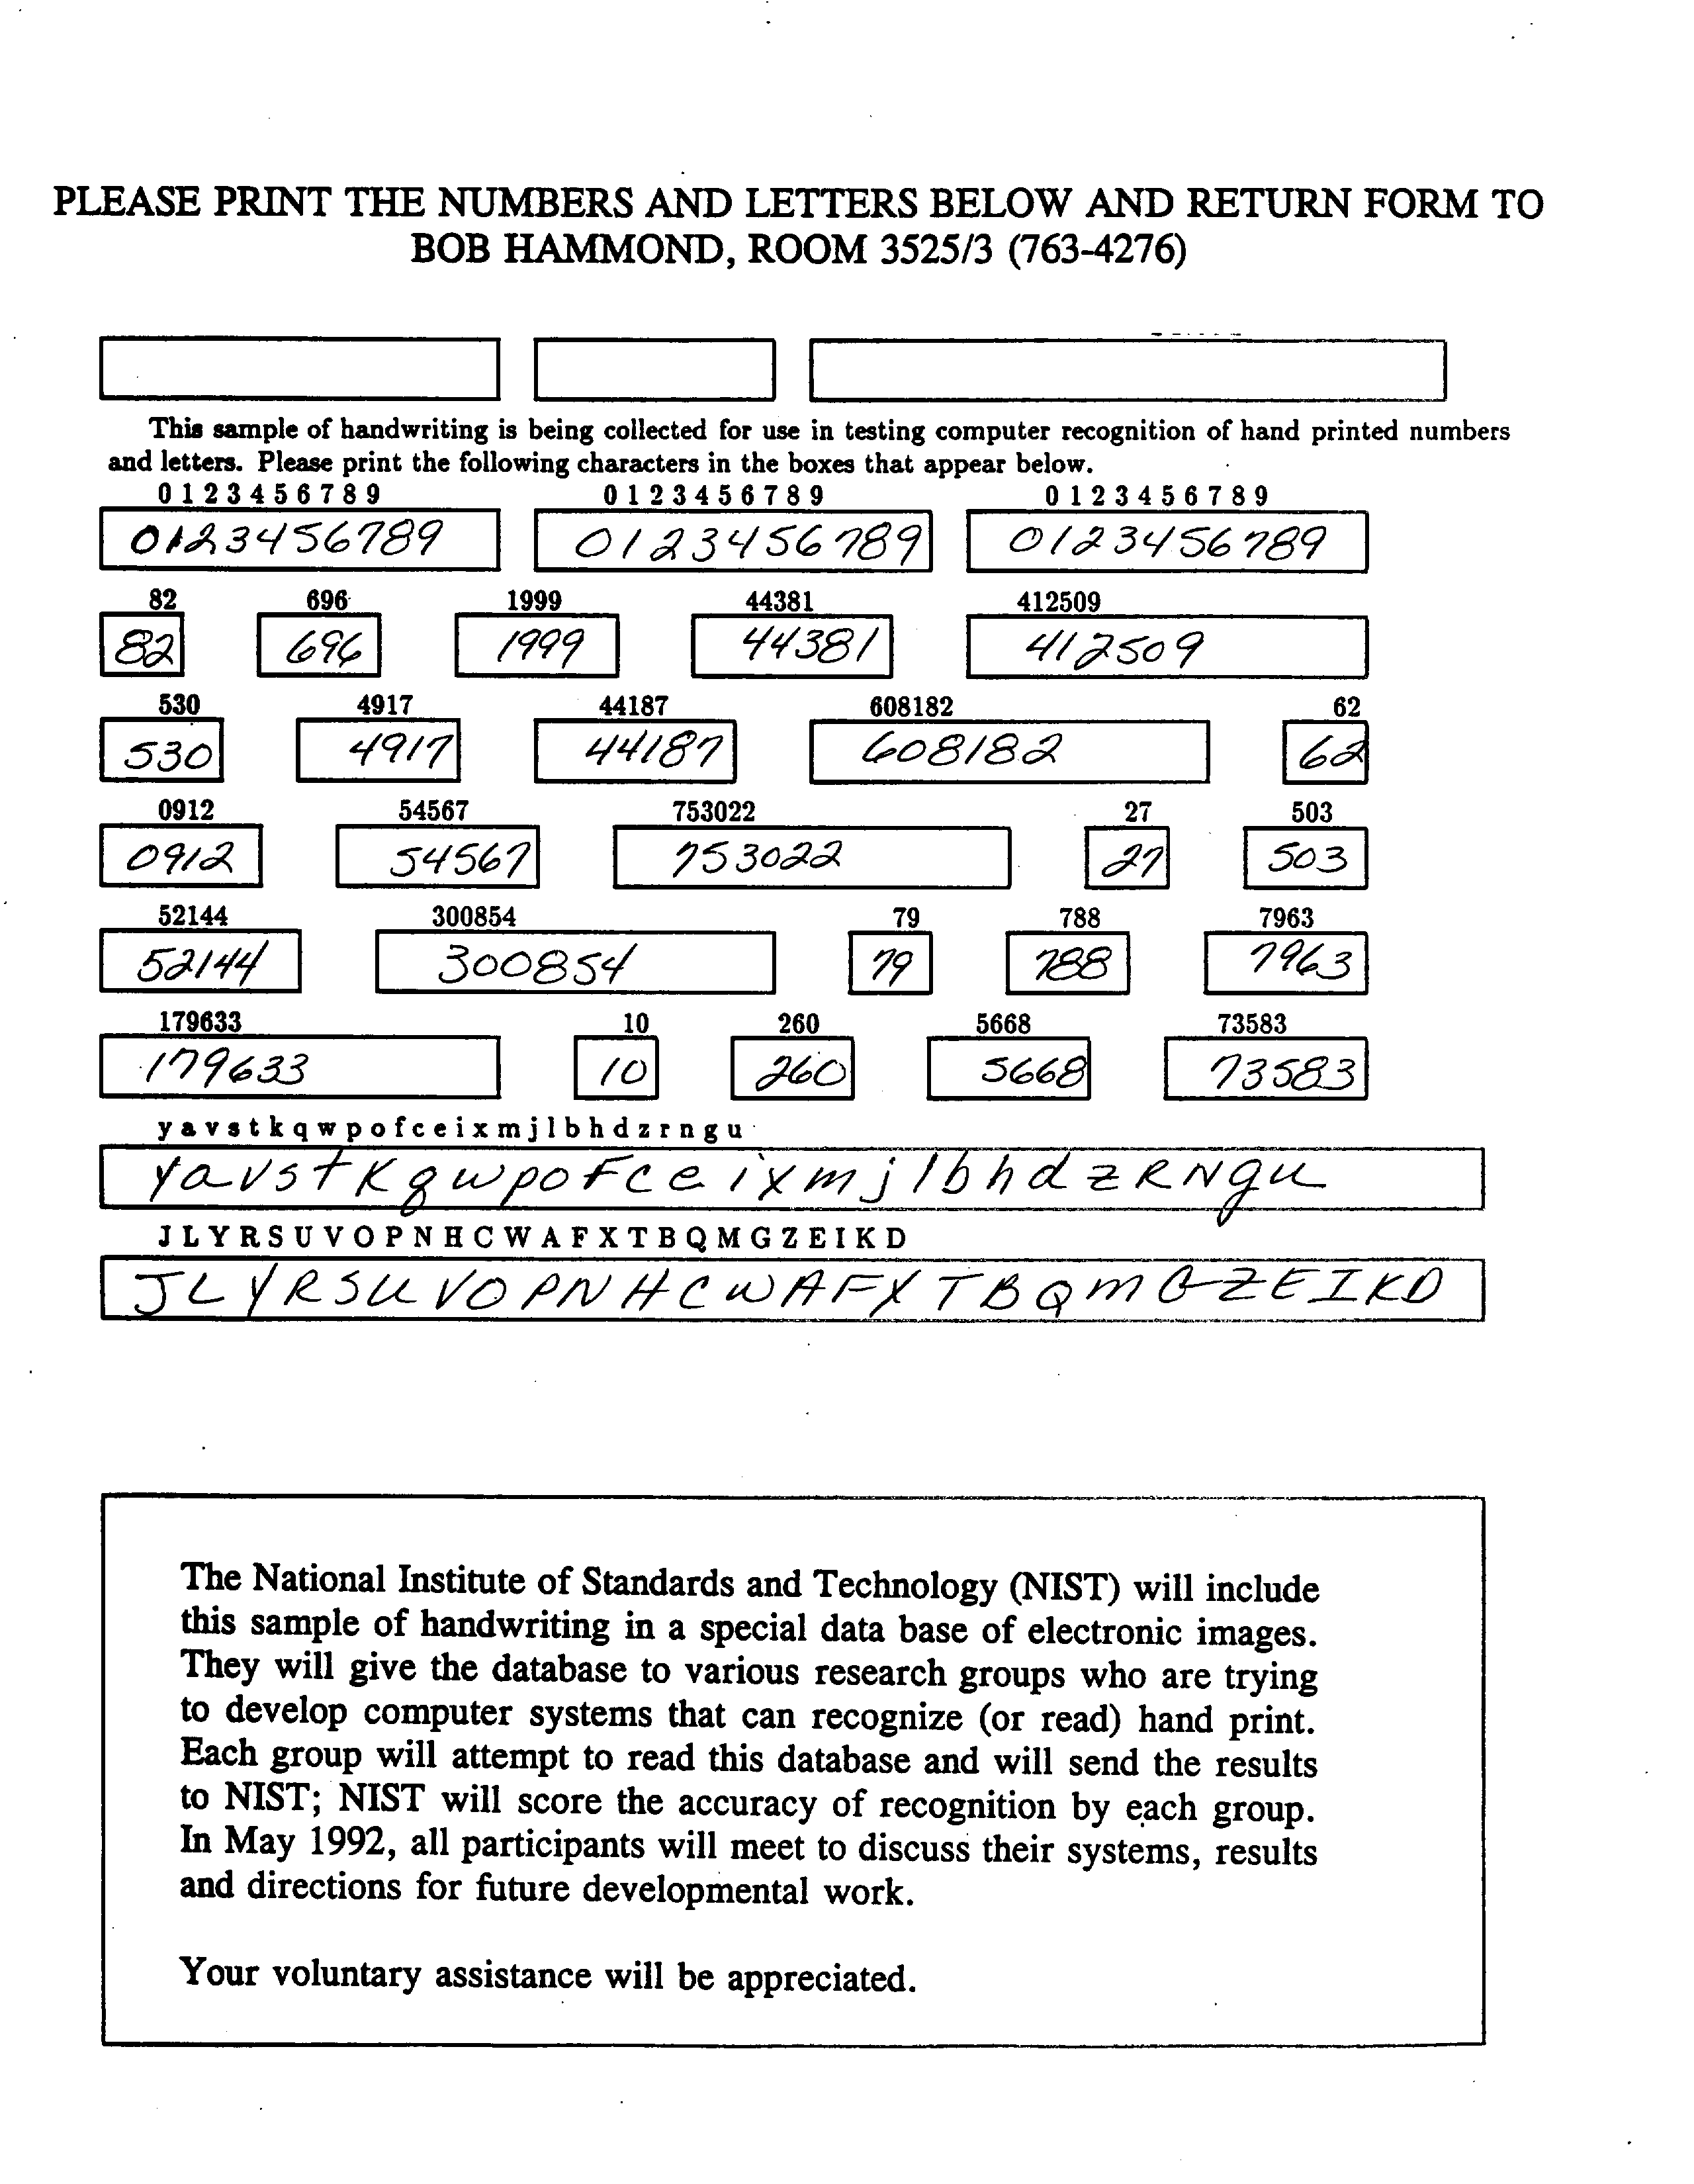 PLEASE PRINT THE NUMBERS AND LETTERS BELOW AND RETURN FORM TO
BOB HAMMOND, ROOM 3525/3 (763-4276)
This sample of handwriting is being collected for use in testing computer recognition of hand printed numbers
and letters. Please print the following characters in the boxes that appear below.
0 1 2 3 4 5 6 7 8 9 0 1 2 3 4 5 6 7 8 9 0 1 2 3 4 5 6 7 8 9
0123456789 0123456789 0123456789
82 696 1999 44381 412509
82 696 1999 44381 412509
530 4917 44187 608182 62
530 4917 44187 608182 62
0912 54567 753022 27 503
0912 54567 753022 27 503
52144 300854 79 788 7963
52144 300854 79 788 7963
179633 10 260 5668 73583
179633 10 260 5668 73583
y a v s t k q w p o f c e i x m j l b h d z r n g u
y a v s t K q w p o F c e i x m j l b h d z R N g u
J L Y R S U V O P N H C W A F X T B Q M G Z E I K D
J L Y R S U V O P N H C W A F X T B Q M G Z E I K D
The National Institute of Standards and Technology (NIST) will include
this sample of handwriting in a special data base of electronic images.
They will give the database to various research groups who are trying
to develop computer systems that can recognize (or read) hand print.
Each group will attempt to read this database and will send the results
to NIST; NIST will score the accuracy of recognition by each group.
In May 1992, all participants will meet to discuss their systems, results
and directions for future developmental work.
Your voluntary assistance will be appreciated.